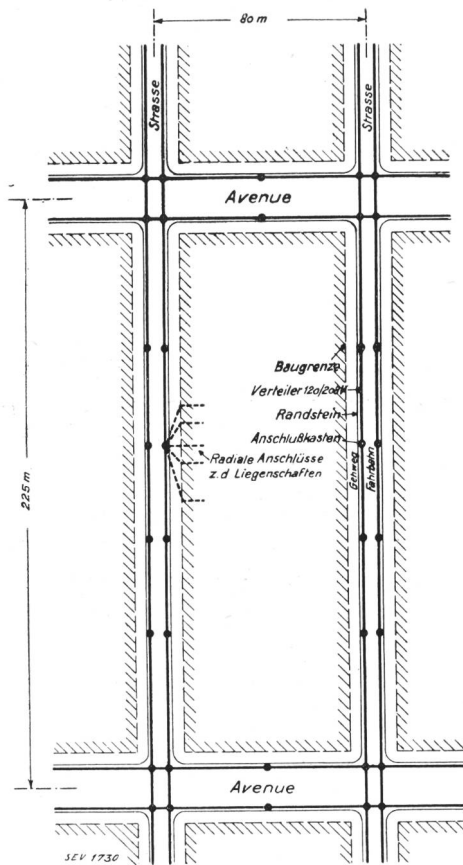 80 m
Strasse
Strasse
Avenue
Baugrenze
Verteiler 120/208V
Randstein
Anschlußkasten
Radiale Anschlüsse
z.d. Liegenschaften
Gehweg
Fahrbahn
225 m
Avenue
SEV 1730